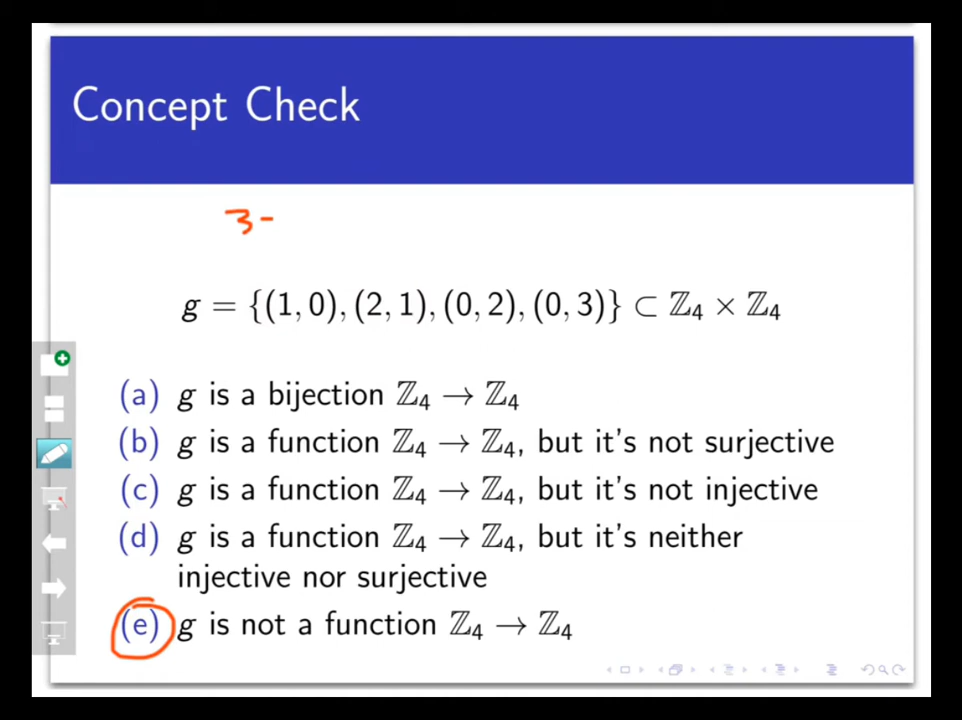 Concept Check
3 -
g = {(1, 0), (2, 1), (0, 2), (0, 3)} ⊂ ℤ₄ × ℤ₄
(a) g is a bijection ℤ₄ → ℤ₄
(b) g is a function ℤ₄ → ℤ₄, but it's not surjective
(c) g is a function ℤ₄ → ℤ₄, but it's not injective
(d) g is a function ℤ₄ → ℤ₄, but it's neither
injective nor surjective
(e) g is not a function ℤ₄ → ℤ₄